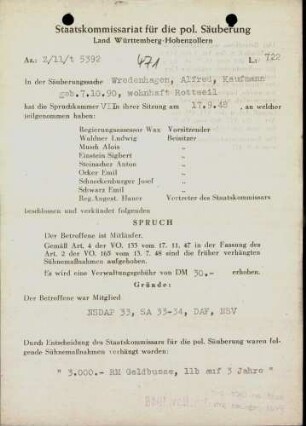 Staatskommissariat für die pol. Säuberung
Land Württemberg-Hohenzollern
Az.: 2/11/t 5392 471 L.: 722
In der Säuberungssache Wredenhagen, Alfred, Kaufmann
geb. 7.10.90, wohnhaft Rottweil
hat die Spruchkammer VI In ihrer Sitzung am 17.9.48, an welcher
teilgenommen haben:
Regierungsassessor Wax Vorsitzender
Waldner Ludwig Beisitzer
Munk Alois „
Einstein Sigbert „
Steinacher Anton „
Osker Emil „
Schneckenburger Josef „
Schwarz Emil „
Reg.Angest. Hauer Vertreter des Staatskommissars
beschlossen und verkündet folgenden
SPRUCH
Der Betroffene ist Mitläufer.
Gemäß Art. 4 der VO. 133 vom 17. 11. 47 in der Fassung des
Art. 2 der VO. 165 vom 13. 7. 48 sind die früher verhängten
Sühnemaßnahmen aufgehoben.
Es wird eine Verwaltungsgebühr von DM 30.- erhoben.
Gründe:
Der Betroffene war Mitglied
NSDAP 33, SA 33-34, DAF, NSV
Durch Entscheidung des Staatskommissars für die pol. Säuberung waren fol-
gende Sühnemaßnahmen verhängt worden:
" 3.000.- RM Geldbusse, 11b auf 3 Jahre "